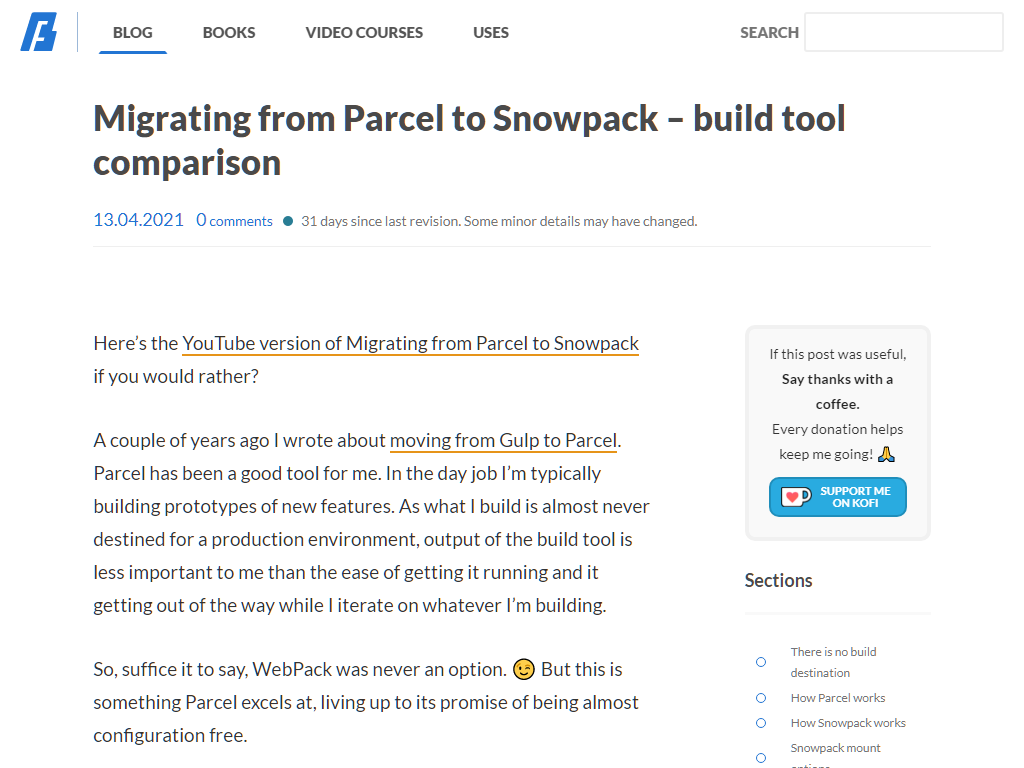 BLOG BOOKS VIDEO COURSES USES SEARCH
Migrating from Parcel to Snowpack – build tool
comparison
13.04.2021 0 comments 31 days since last revision. Some minor details may have changed.
Here’s the YouTube version of Migrating from Parcel to Snowpack
if you would rather?
A couple of years ago I wrote about moving from Gulp to Parcel.
Parcel has been a good tool for me. In the day job I’m typically
building prototypes of new features. As what I build is almost never
destined for a production environment, output of the build tool is
less important to me than the ease of getting it running and it
getting out of the way while I iterate on whatever I’m building.
So, suffice it to say, WebPack was never an option. 😉 But this is
something Parcel excels at, living up to its promise of being almost
configuration free.
If this post was useful,
Say thanks with a
coffee.
Every donation helps
keep me going! 🙏
SUPPORT ME
ON KOFI
Sections
There is no build
destination
How Parcel works
How Snowpack works
Snowpack mount
options